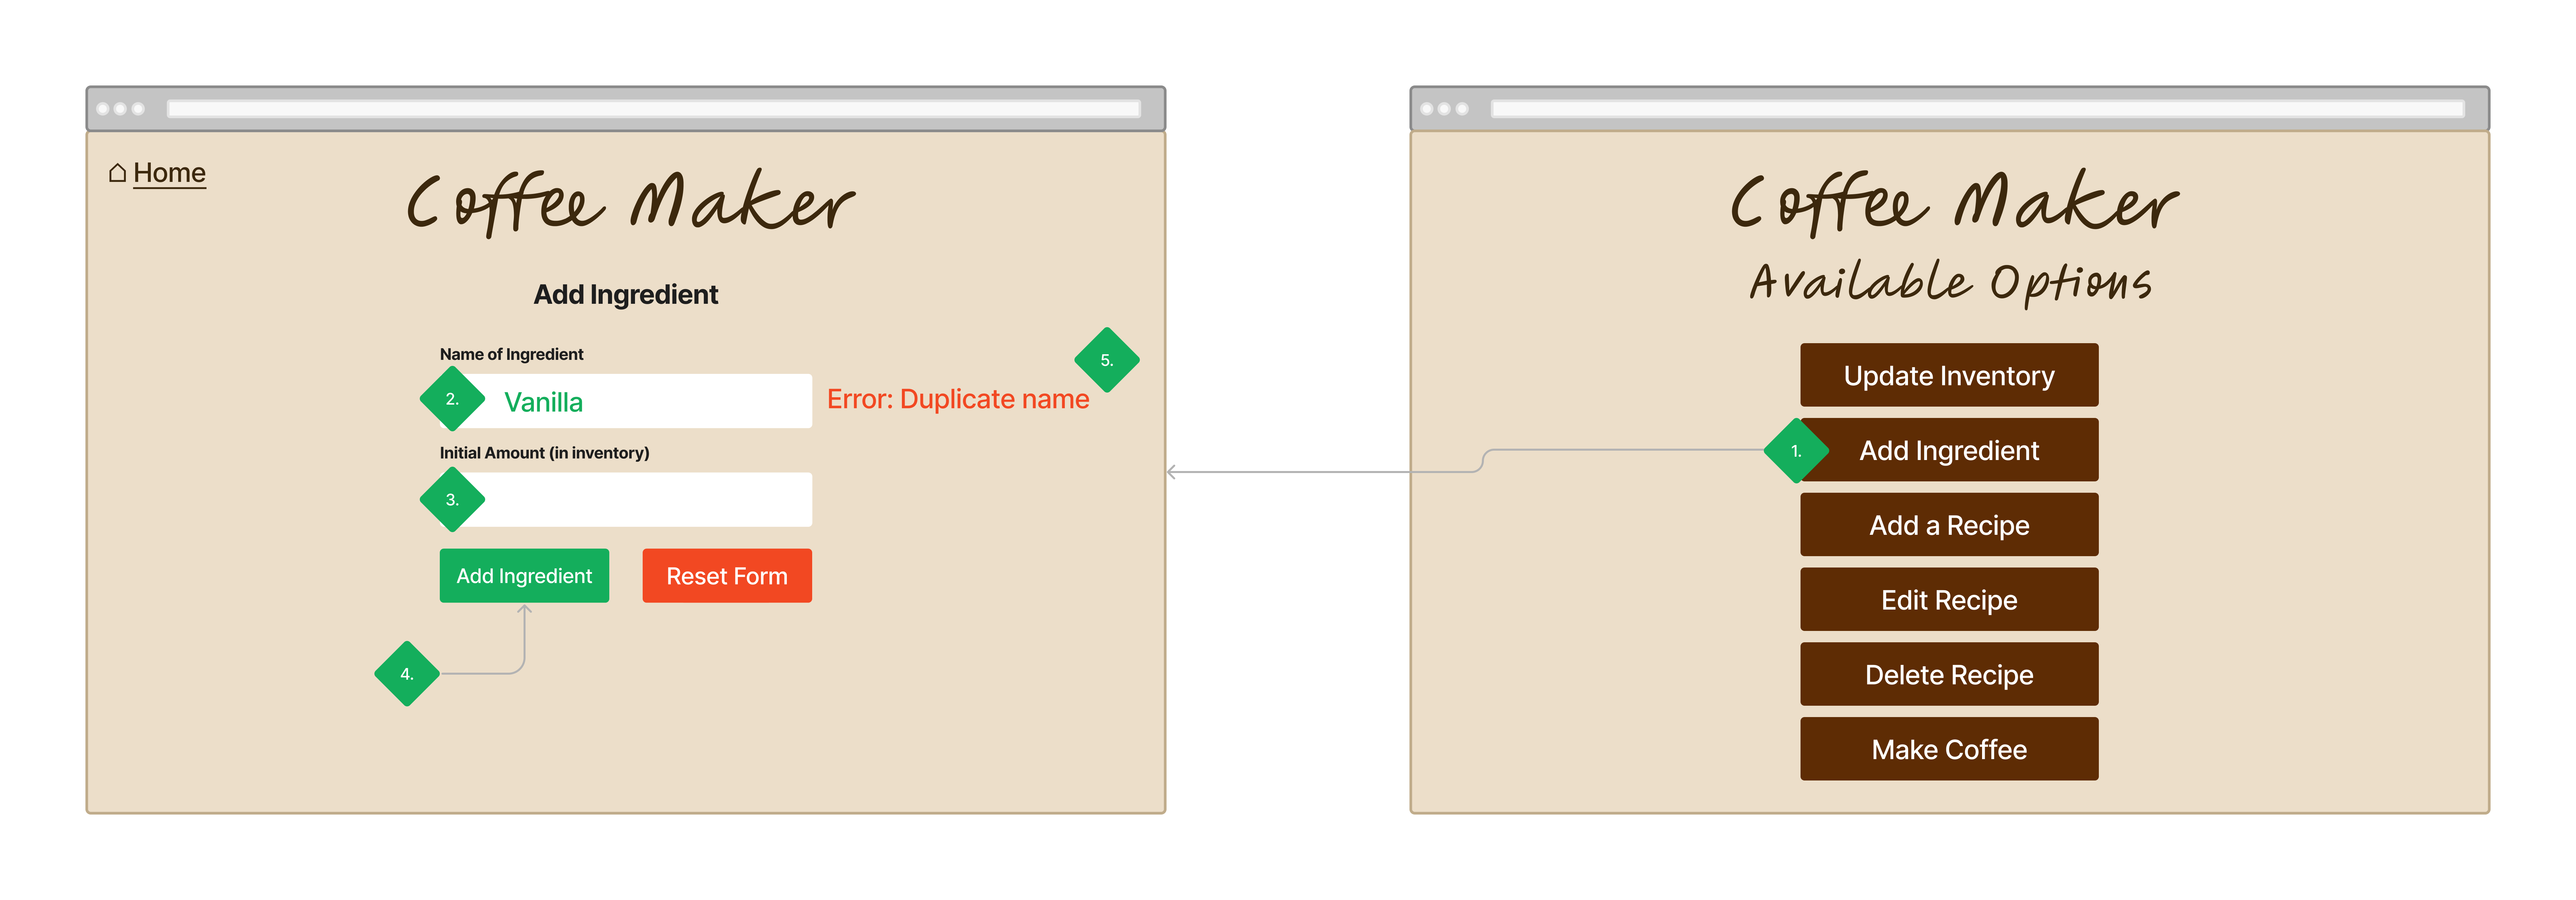 Home
Coffee Maker
Add Ingredient
Name of Ingredient
2.
Vanilla
Error: Duplicate name
5.
Initial Amount (in inventory)
3.
Add Ingredient
Reset Form
4.
Coffee Maker
Available Options
Update Inventory
1.
Add Ingredient
Add a Recipe
Edit Recipe
Delete Recipe
Make Coffee